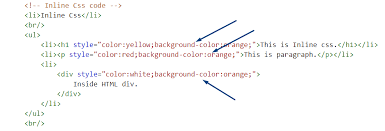 <!-- Inline Css code -->
<li>Inline Css</li>
<br/>
<ul>
<li><h1 style="color:yellow;background-color:orange;">This is Inline css.</h1></li>
<li><p style="color:red;background-color:orange;">This is paragraph.</p></li>
<li>
<div style="color:white;background-color:orange;">
Inside HTML div.
</div>
</li>
</ul>
<br/>